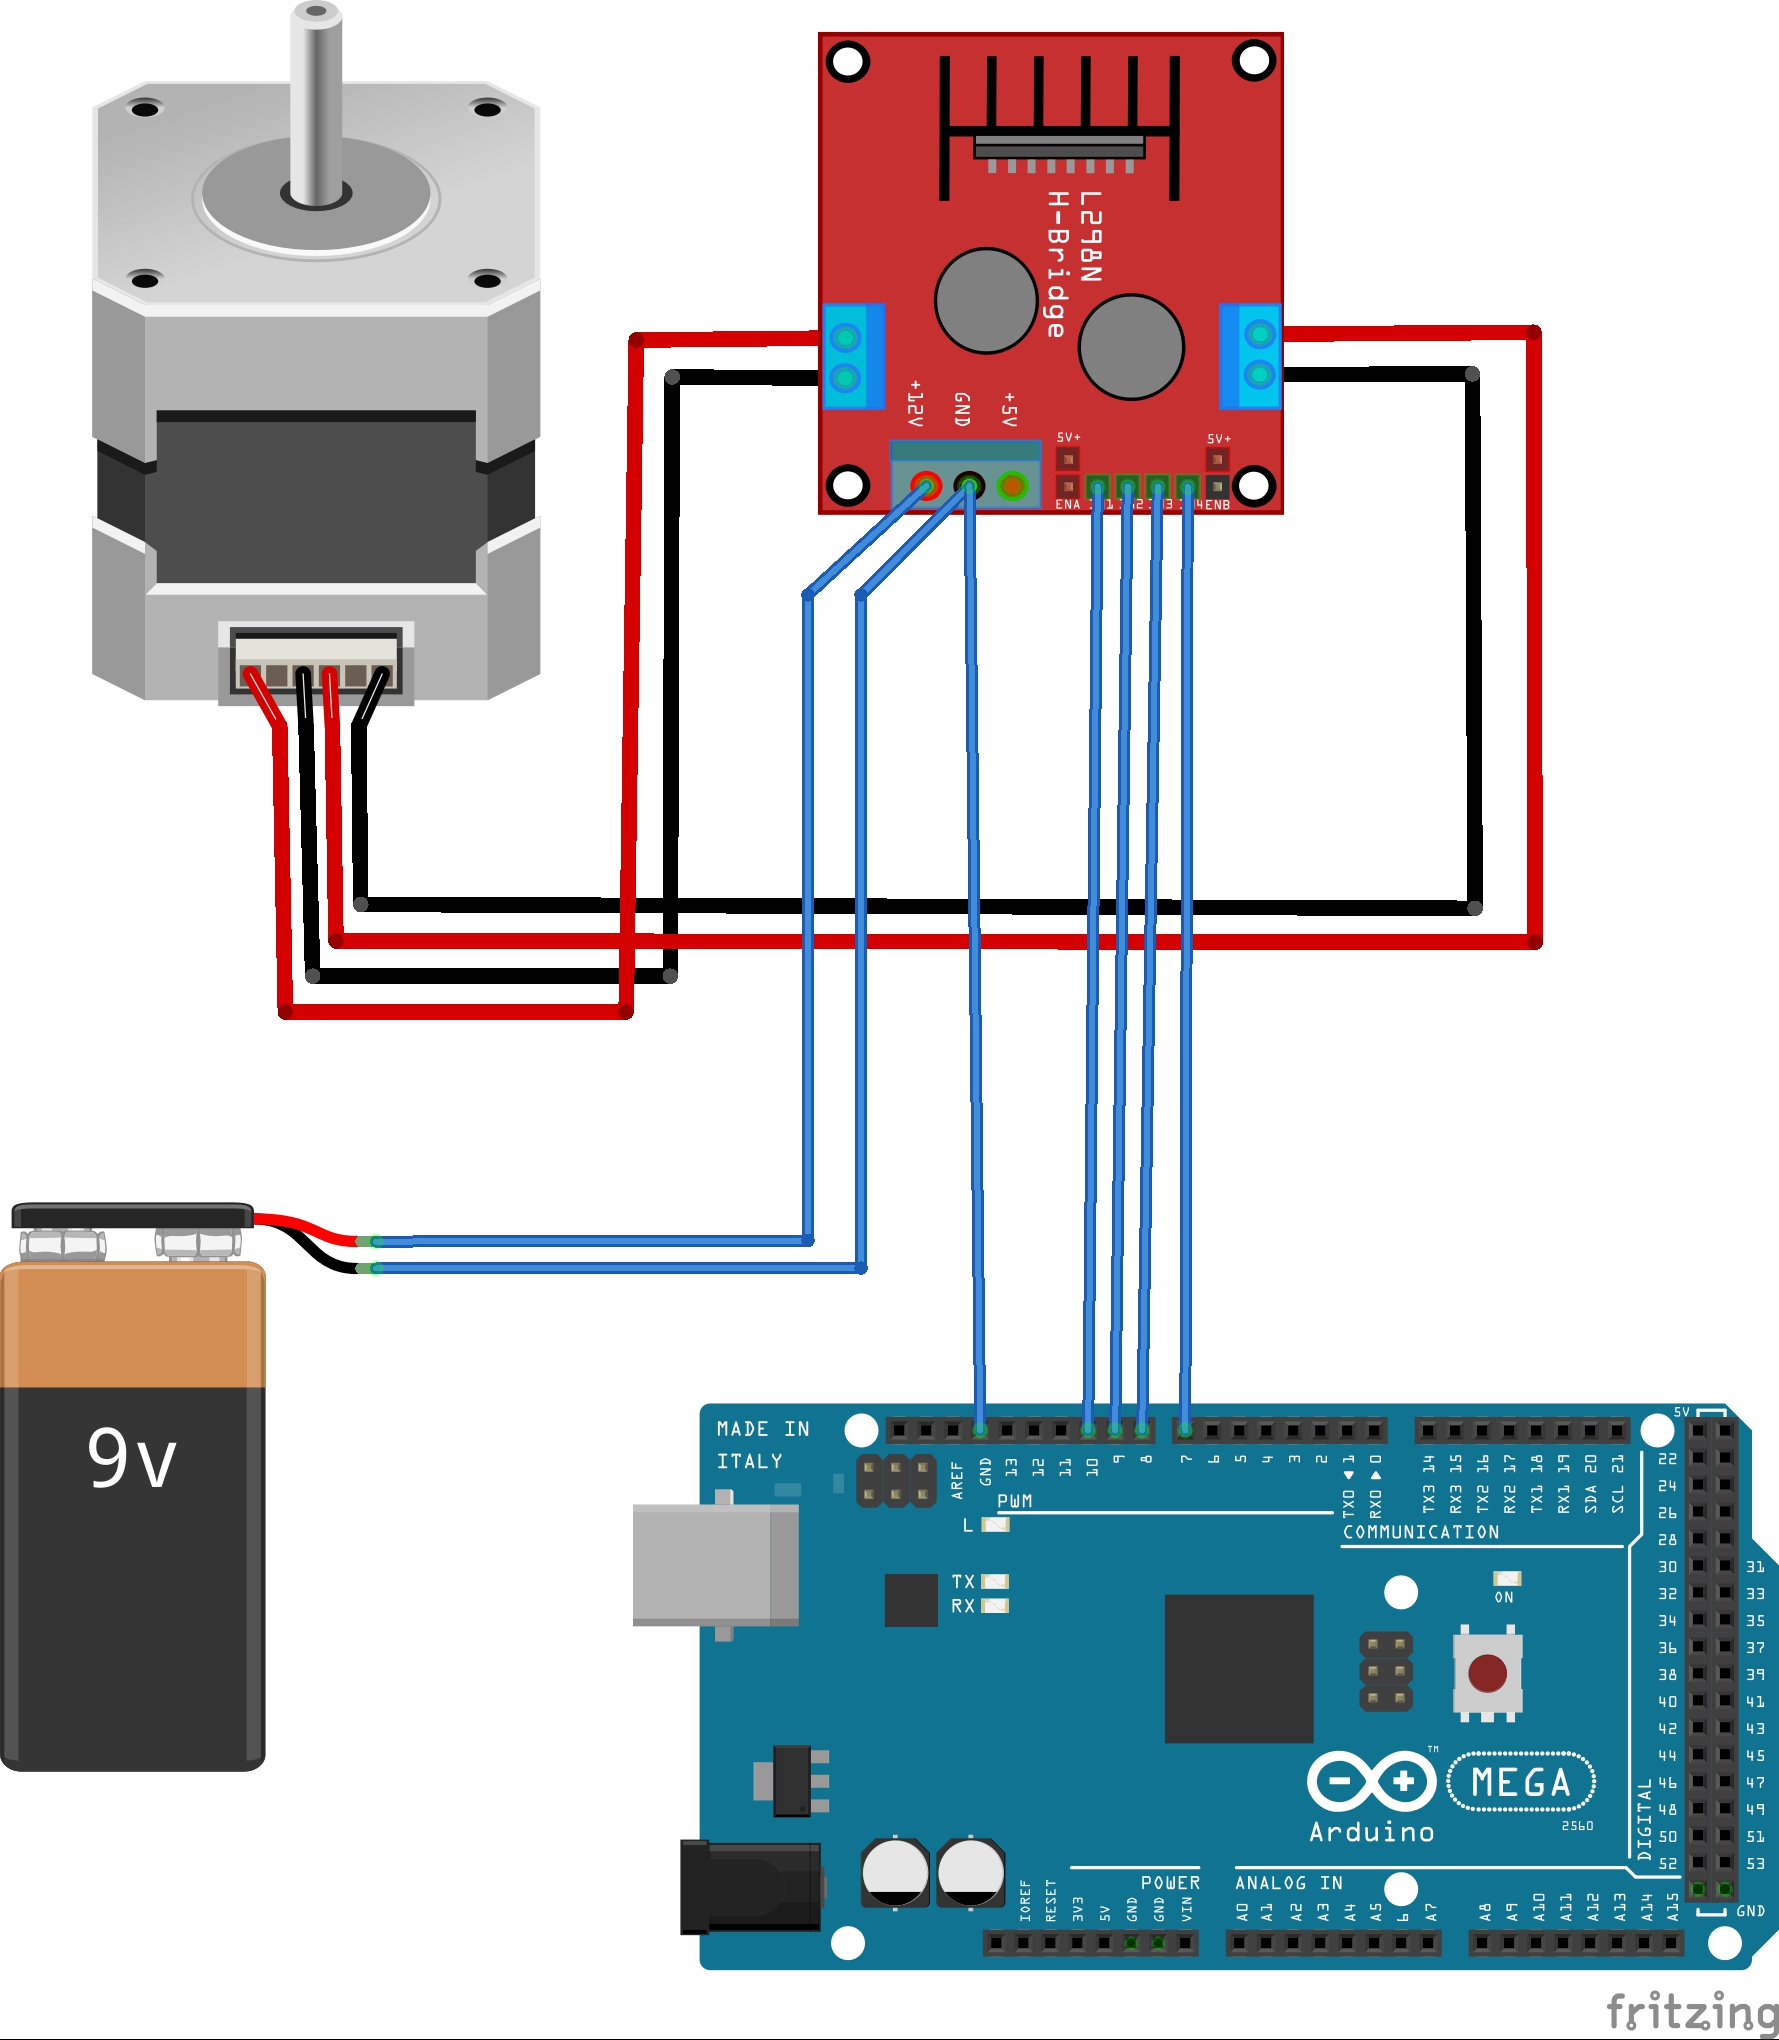 L298N
H-Bridge
+12V
GND
+5V
5V+
5V+
ENA
1
2
3
4
ENB
9v
MADE IN
ITALY
5V
AREF
GND
13
12
11
10
9
8
7
6
5
4
3
2
TX0 1
RX0 0
TX3 14
RX3 15
TX2 16
RX2 17
TX1 18
RX1 19
SDA 20
SCL 21
PWM
COMMUNICATION
L
TX
RX
ON
22
24
26
28
30 31
32 33
34 35
36 37
38 39
40 41
42 43
44 45
46 47
48 49
50 51
52 53
DIGITAL
GND
TM
MEGA
2560
Arduino
POWER
ANALOG IN
IOREF
RESET
3V3
5V
GND
GND
VIN
A0
A1
A2
A3
A4
A5
6
A7
A8
A9
A10
A11
A12
A13
A14
A15
fritzing